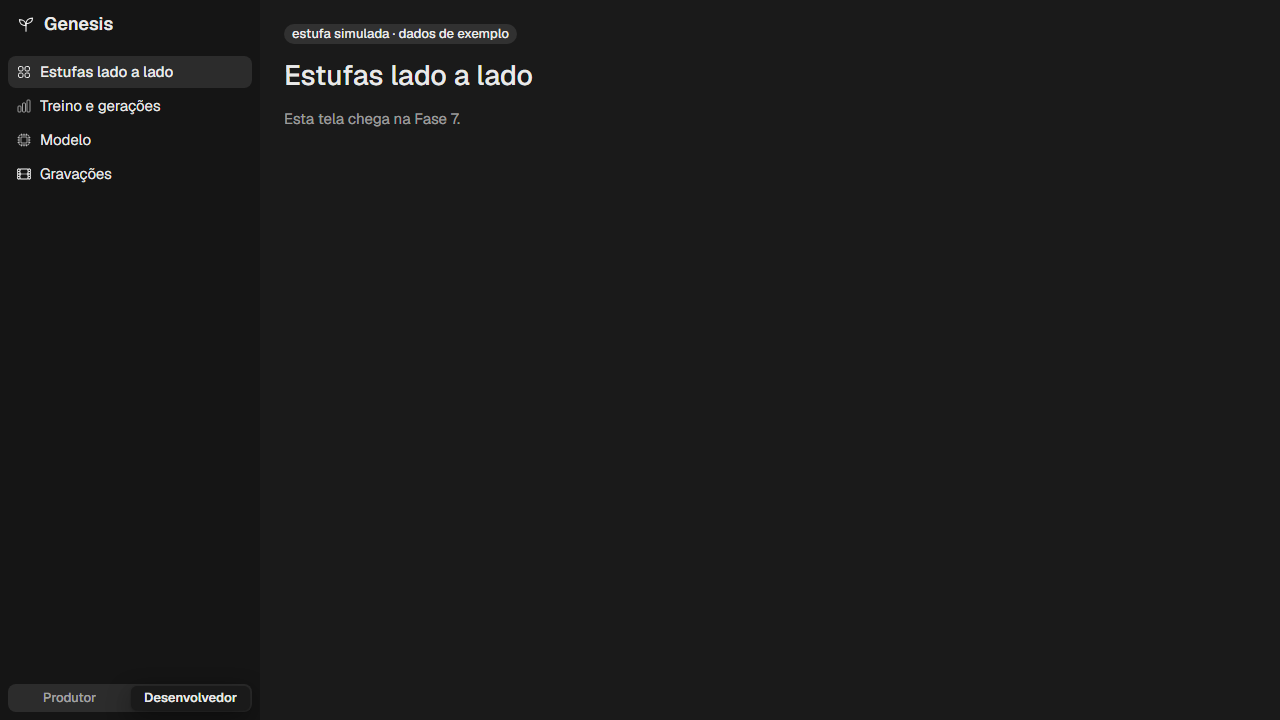 Genesis
Estufas lado a lado
Treino e gerações
Modelo
Gravações
Produtor
Desenvolvedor
estufa simulada · dados de exemplo
Estufas lado a lado
Esta tela chega na Fase 7.